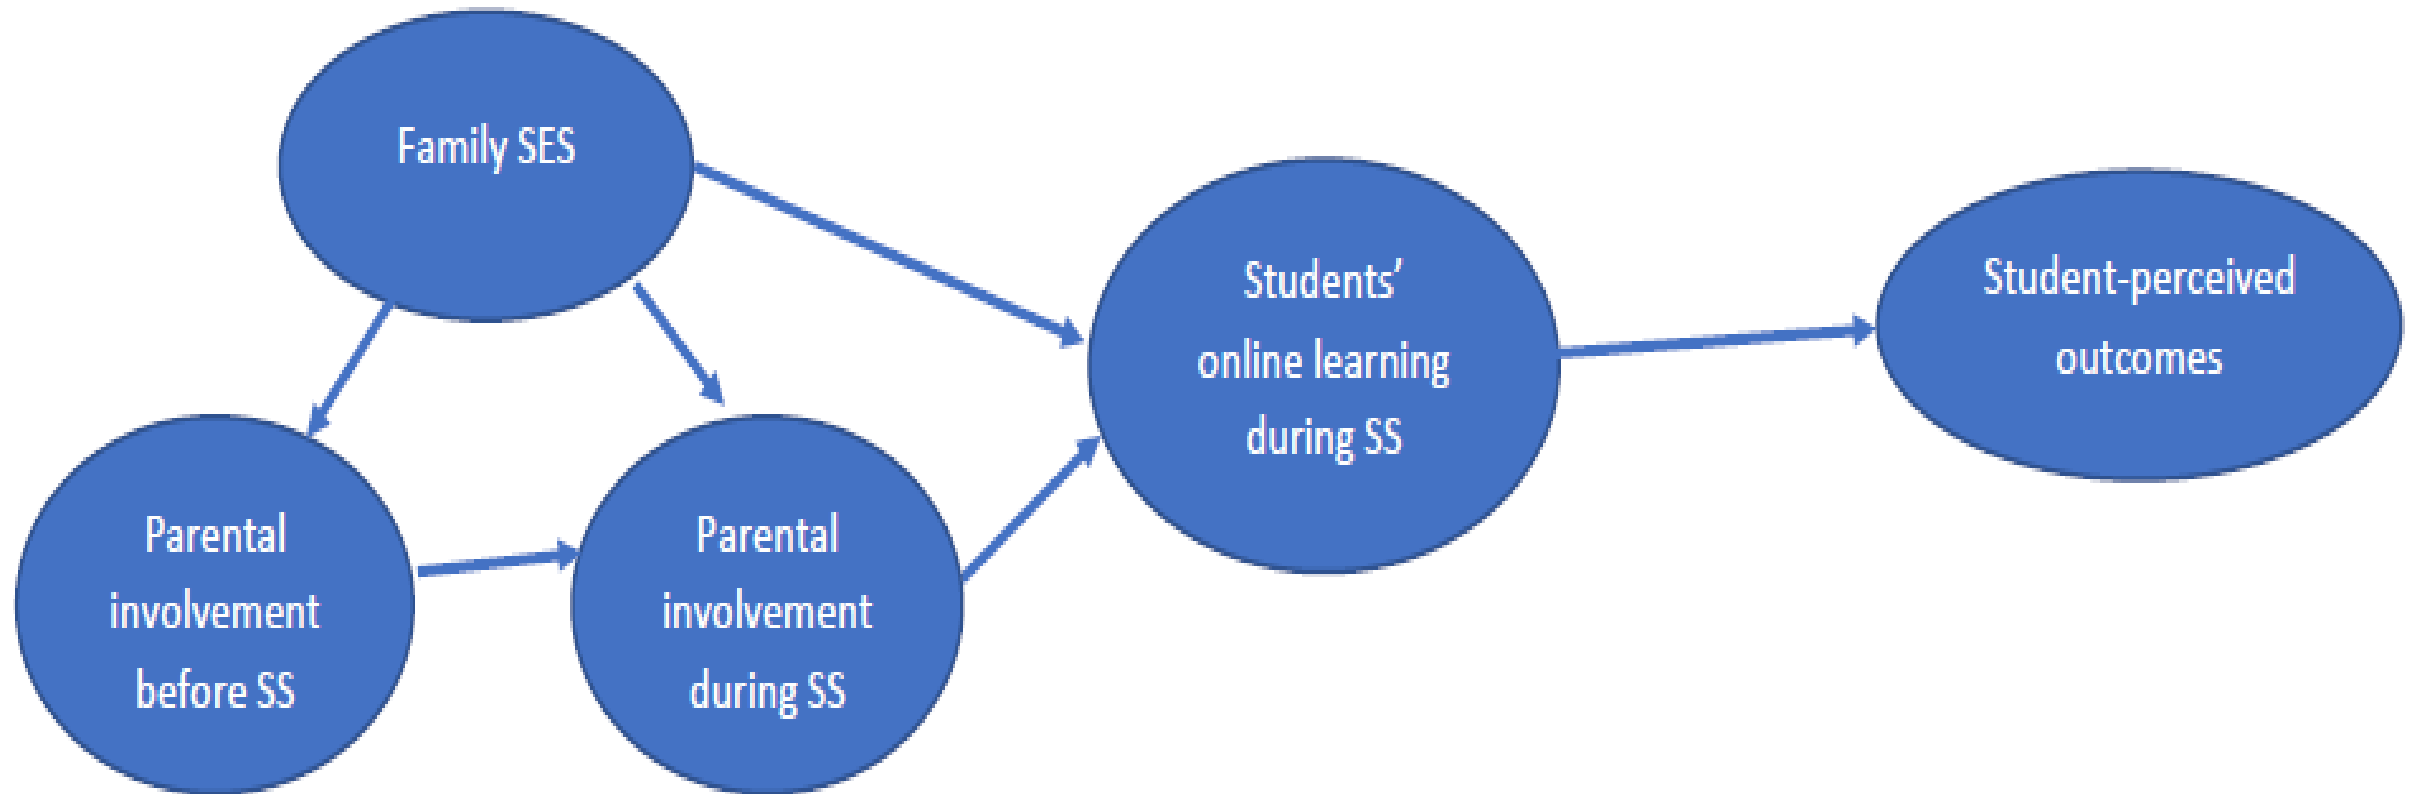 Family SES
Parental
involvement
before SS
Parental
involvement
during SS
Students’
online learning
during SS
Student-perceived
outcomes